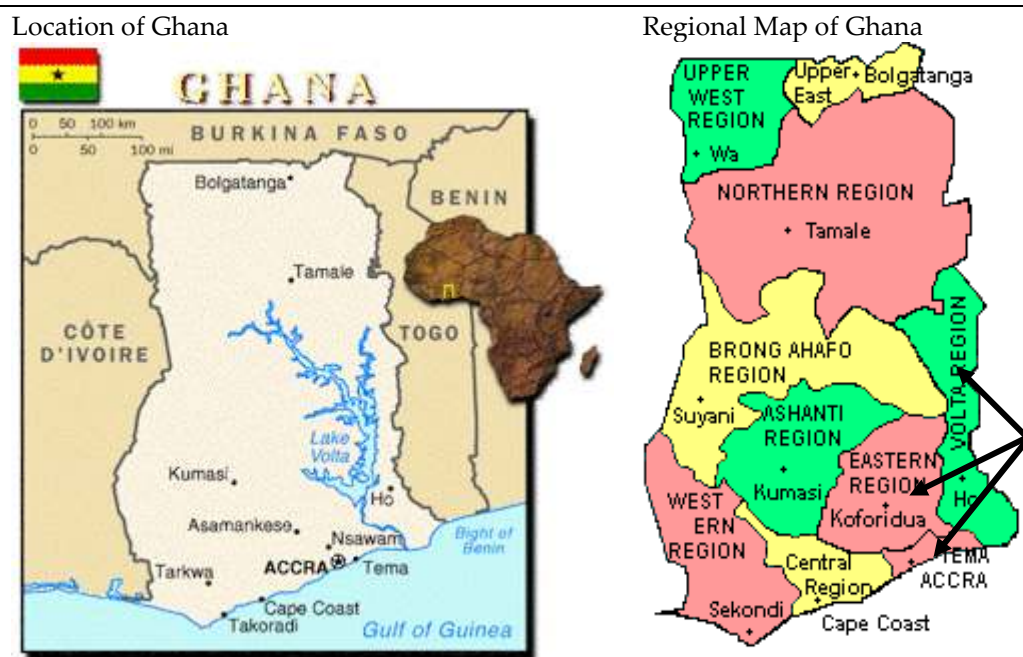 Location of Ghana
GHANA
0 50 100 km
0 50 100 mi
BURKINA FASO
Bolgatanga
BENIN
Tamale
CÔTE
D'IVOIRE
TOGO
Lake
Volta
Kumasi
Ho
Asamankese
Nsawam
Bight of
Benin
ACCRA
Tema
Tarkwa
Cape Coast
Takoradi
Gulf of Guinea
Regional Map of Ghana
UPPER
WEST
REGION
Wa
Upper
East
Bolgatanga
NORTHERN REGION
Tamale
BRONG AHAFO
REGION
Suyani
VOLTA REGION
Ho
ASHANTI
REGION
Kumasi
EASTERN
REGION
Koforidua
WEST
ERN
REGION
Sekondi
Central
Region
TEMA
ACCRA
Cape Coast